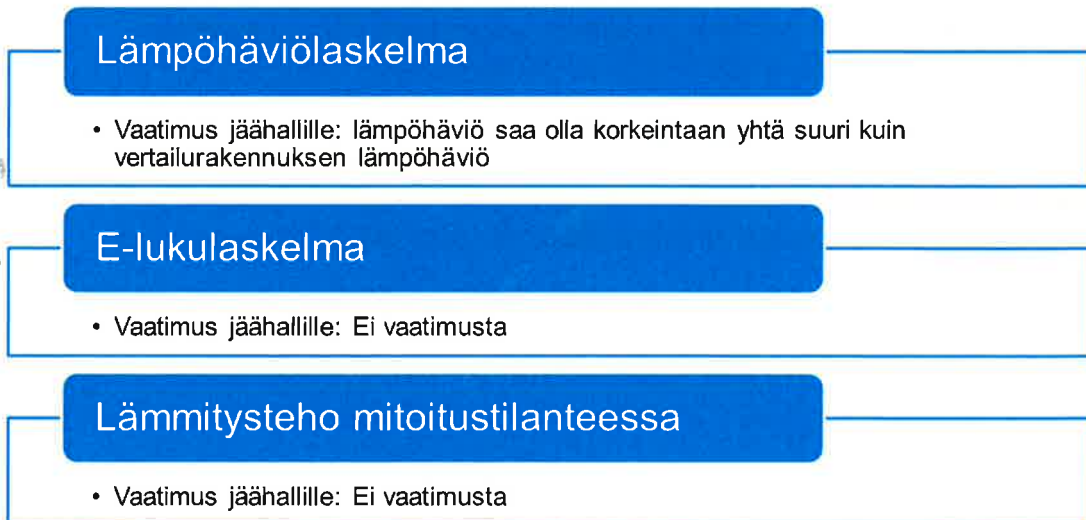 Lämpöhäviölaskelma
• Vaatimus jäähallille: lämpöhäviö saa olla korkeintaan yhtä suuri kuin
vertailurakennuksen lämpöhäviö
E-lukulaskelma
• Vaatimus jäähallille: Ei vaatimusta
Lämmitysteho mitoitustilanteessa
• Vaatimus jäähallille: Ei vaatimusta